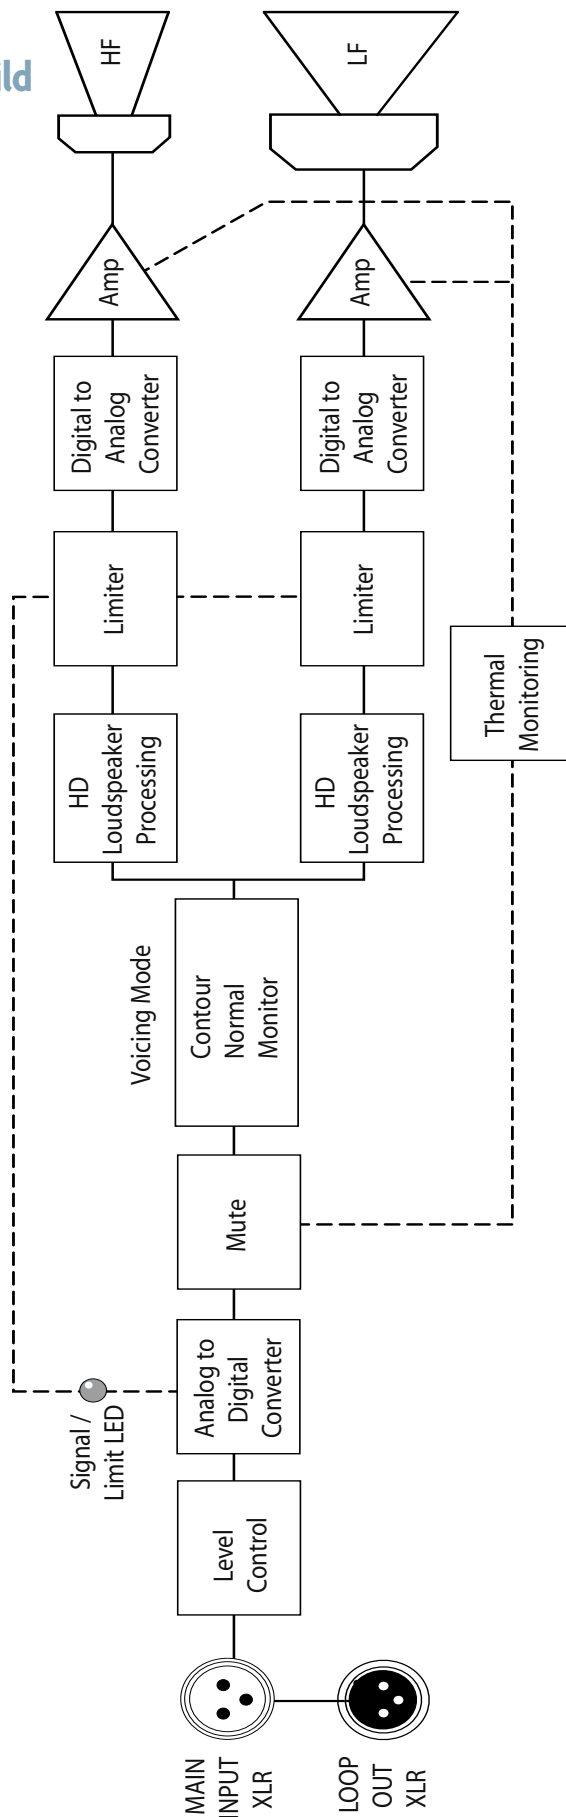 ild
MAIN
INPUT
XLR
LOOP
OUT
XLR
Level
Control
Signal /
Limit LED
Analog to
Digital
Converter
Mute
Voicing Mode
Contour
Normal
Monitor
HD
Loudspeaker
Processing
Limiter
Digital to
Analog
Converter
Amp
HF
HD
Loudspeaker
Processing
Limiter
Digital to
Analog
Converter
Amp
LF
Thermal
Monitoring